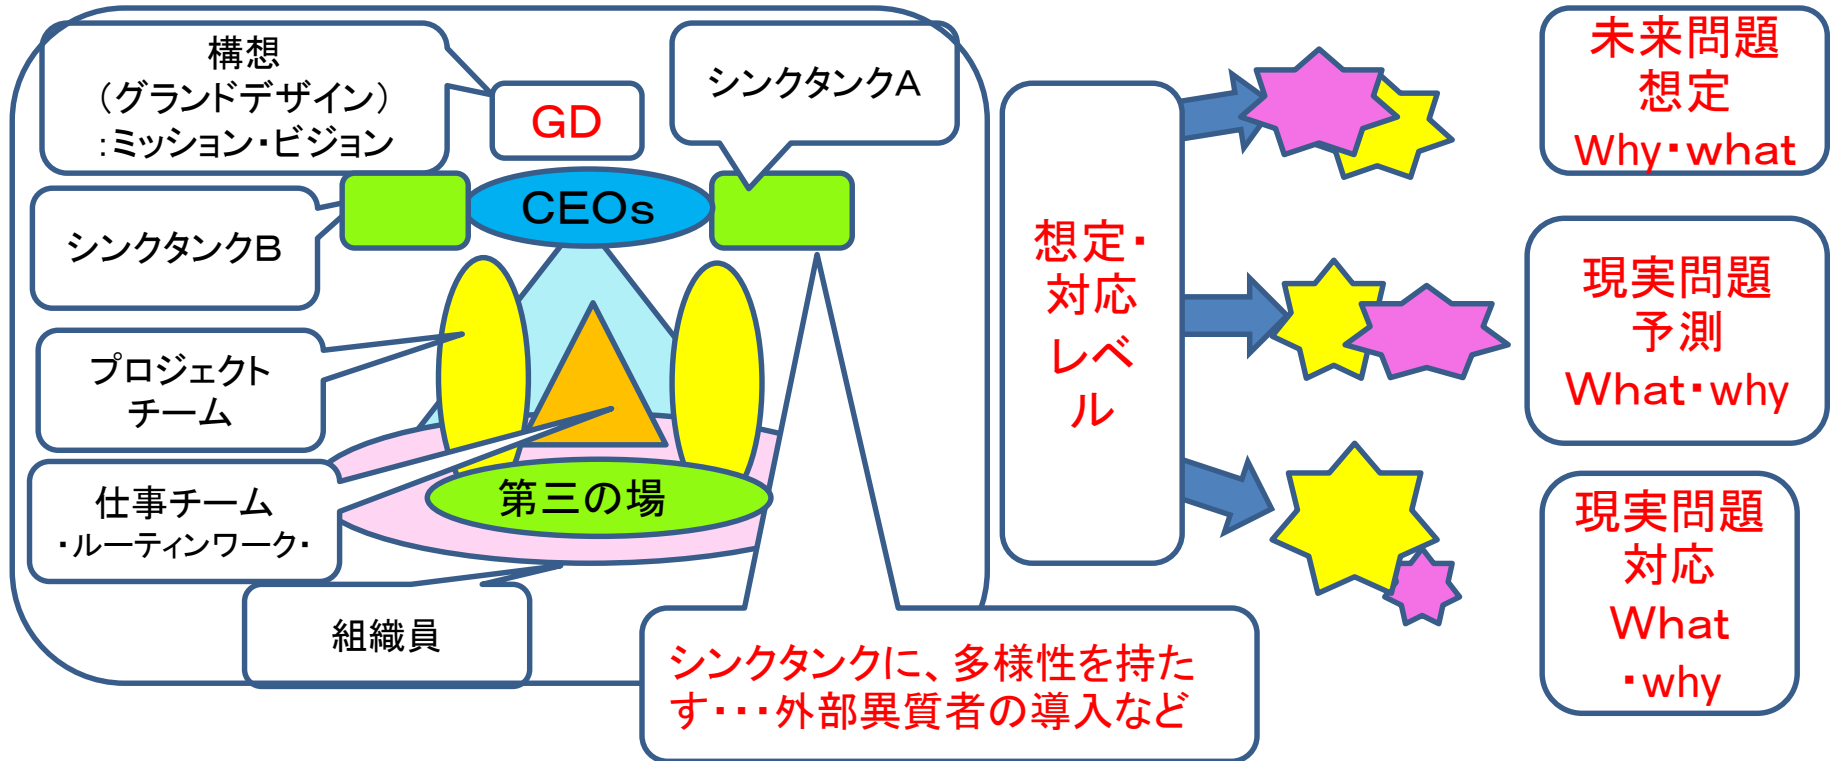 構想
（グランドデザイン）
：ミッション・ビジョン
GD
シンクタンクA
CEOs
シンクタンクB
プロジェクト
チーム
仕事チーム
・ルーティンワーク・
第三の場
組織員
シンクタンクに、多様性を持た
す・・・外部異質者の導入など
想定・
対応
レベ
ル
未来問題
想定
Why・what
現実問題
予測
What・why
現実問題
対応
What
・why